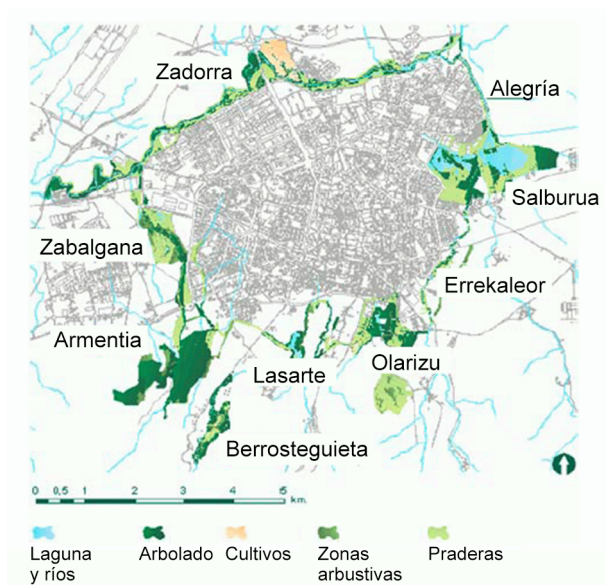 Zadorra
Alegría
Salburua
Zabalgana
Errekaleor
Armentia
Olarizu
Lasarte
Berrosteguieta
0 0,5 1 2 3 4 5
km.
Laguna
y ríos
Arbolado
Cultivos
Zonas
arbustivas
Praderas